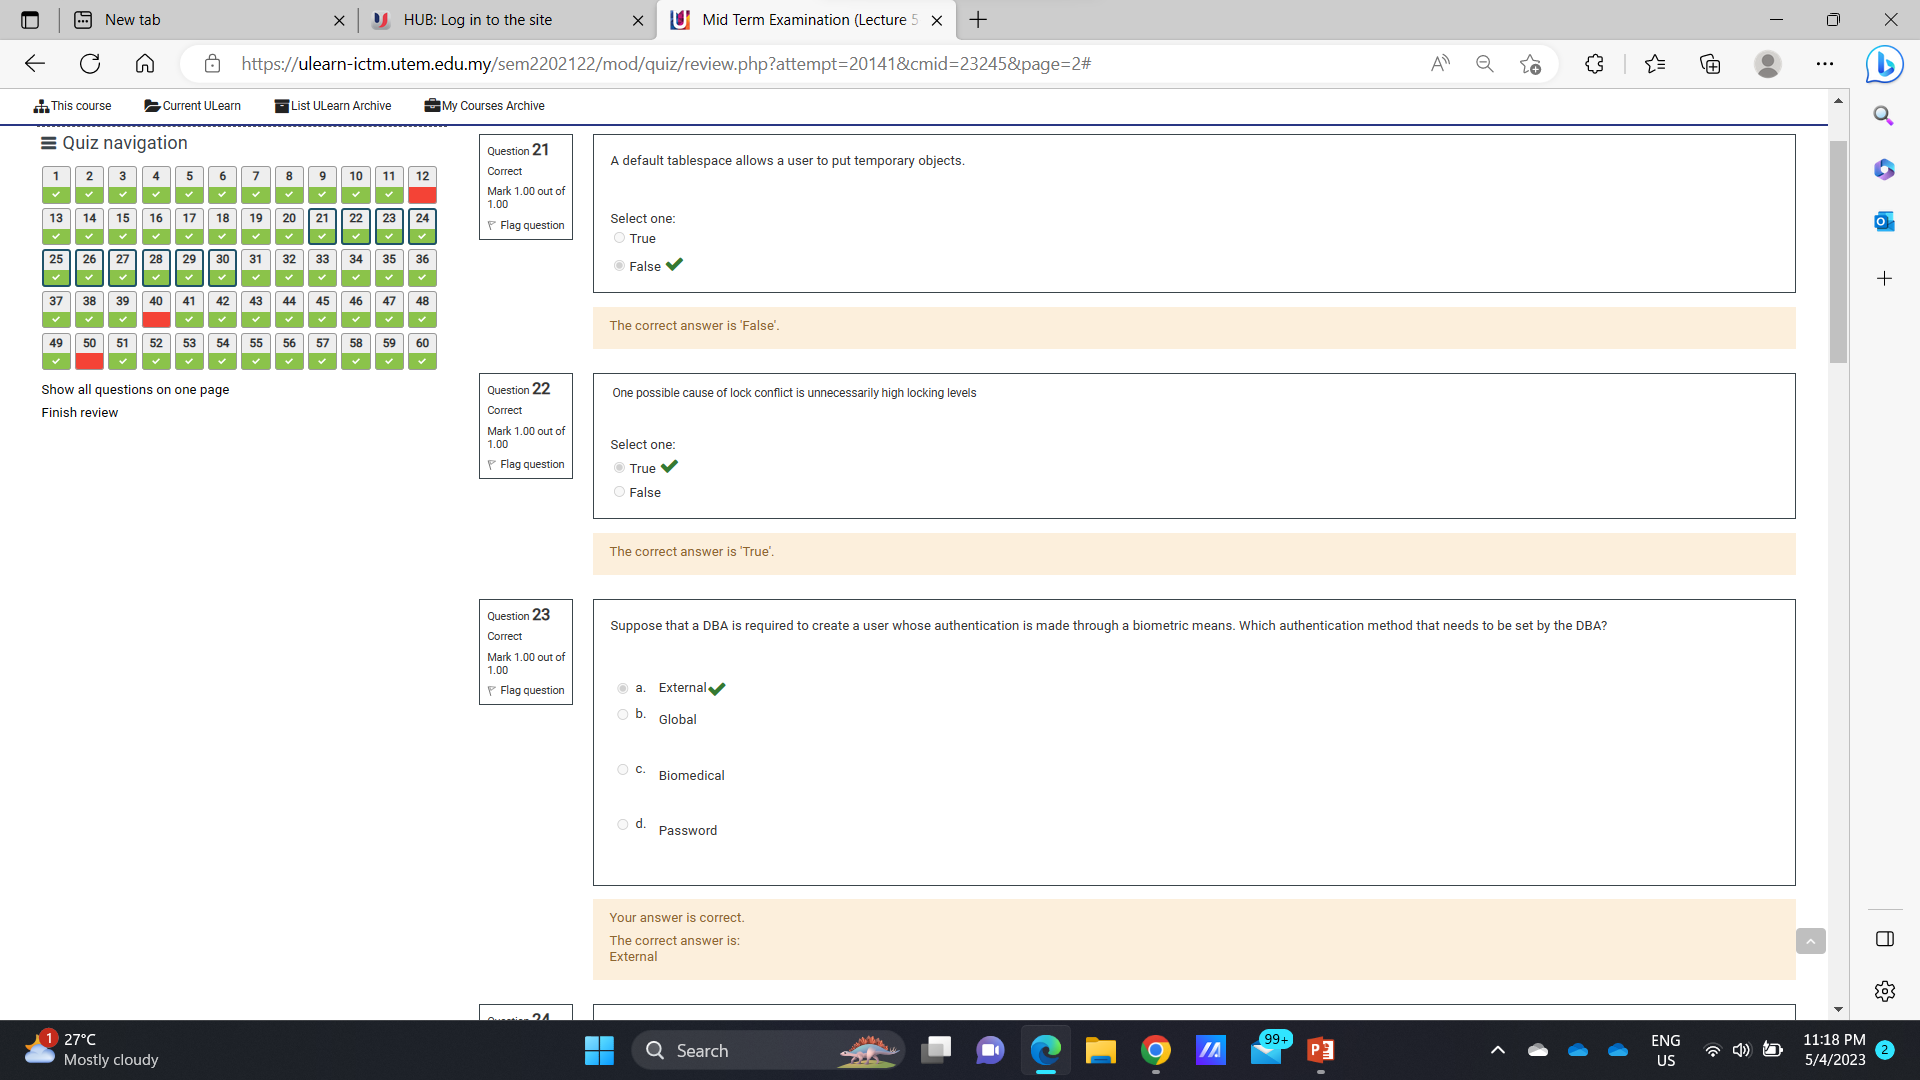 New tab
HUB: Log in to the site
Mid Term Examination (Lecture 5
https://ulearn-ictm.utem.edu.my/sem2202122/mod/quiz/review.php?attempt=20141&cmid=23245&page=2#
This course
Current ULearn
List ULearn Archive
My Courses Archive
Quiz navigation
1 2 3 4 5 6 7 8 9 10 11 12
13 14 15 16 17 18 19 20 21 22 23 24
25 26 27 28 29 30 31 32 33 34 35 36
37 38 39 40 41 42 43 44 45 46 47 48
49 50 51 52 53 54 55 56 57 58 59 60
Show all questions on one page
Finish review
Question 21
Correct
Mark 1.00 out of
1.00
Flag question
A default tablespace allows a user to put temporary objects.
Select one:
True
False
The correct answer is 'False'.
Question 22
Correct
Mark 1.00 out of
1.00
Flag question
One possible cause of lock conflict is unnecessarily high locking levels
Select one:
True
False
The correct answer is 'True'.
Question 23
Correct
Mark 1.00 out of
1.00
Flag question
Suppose that a DBA is required to create a user whose authentication is made through a biometric means. Which authentication method that needs to be set by the DBA?
a. External
b. Global
c. Biomedical
d. Password
Your answer is correct.
The correct answer is:
External
Question 24
1
27°C
Mostly cloudy
Search
99+
ENG
US
11:18 PM
5/4/2023
2